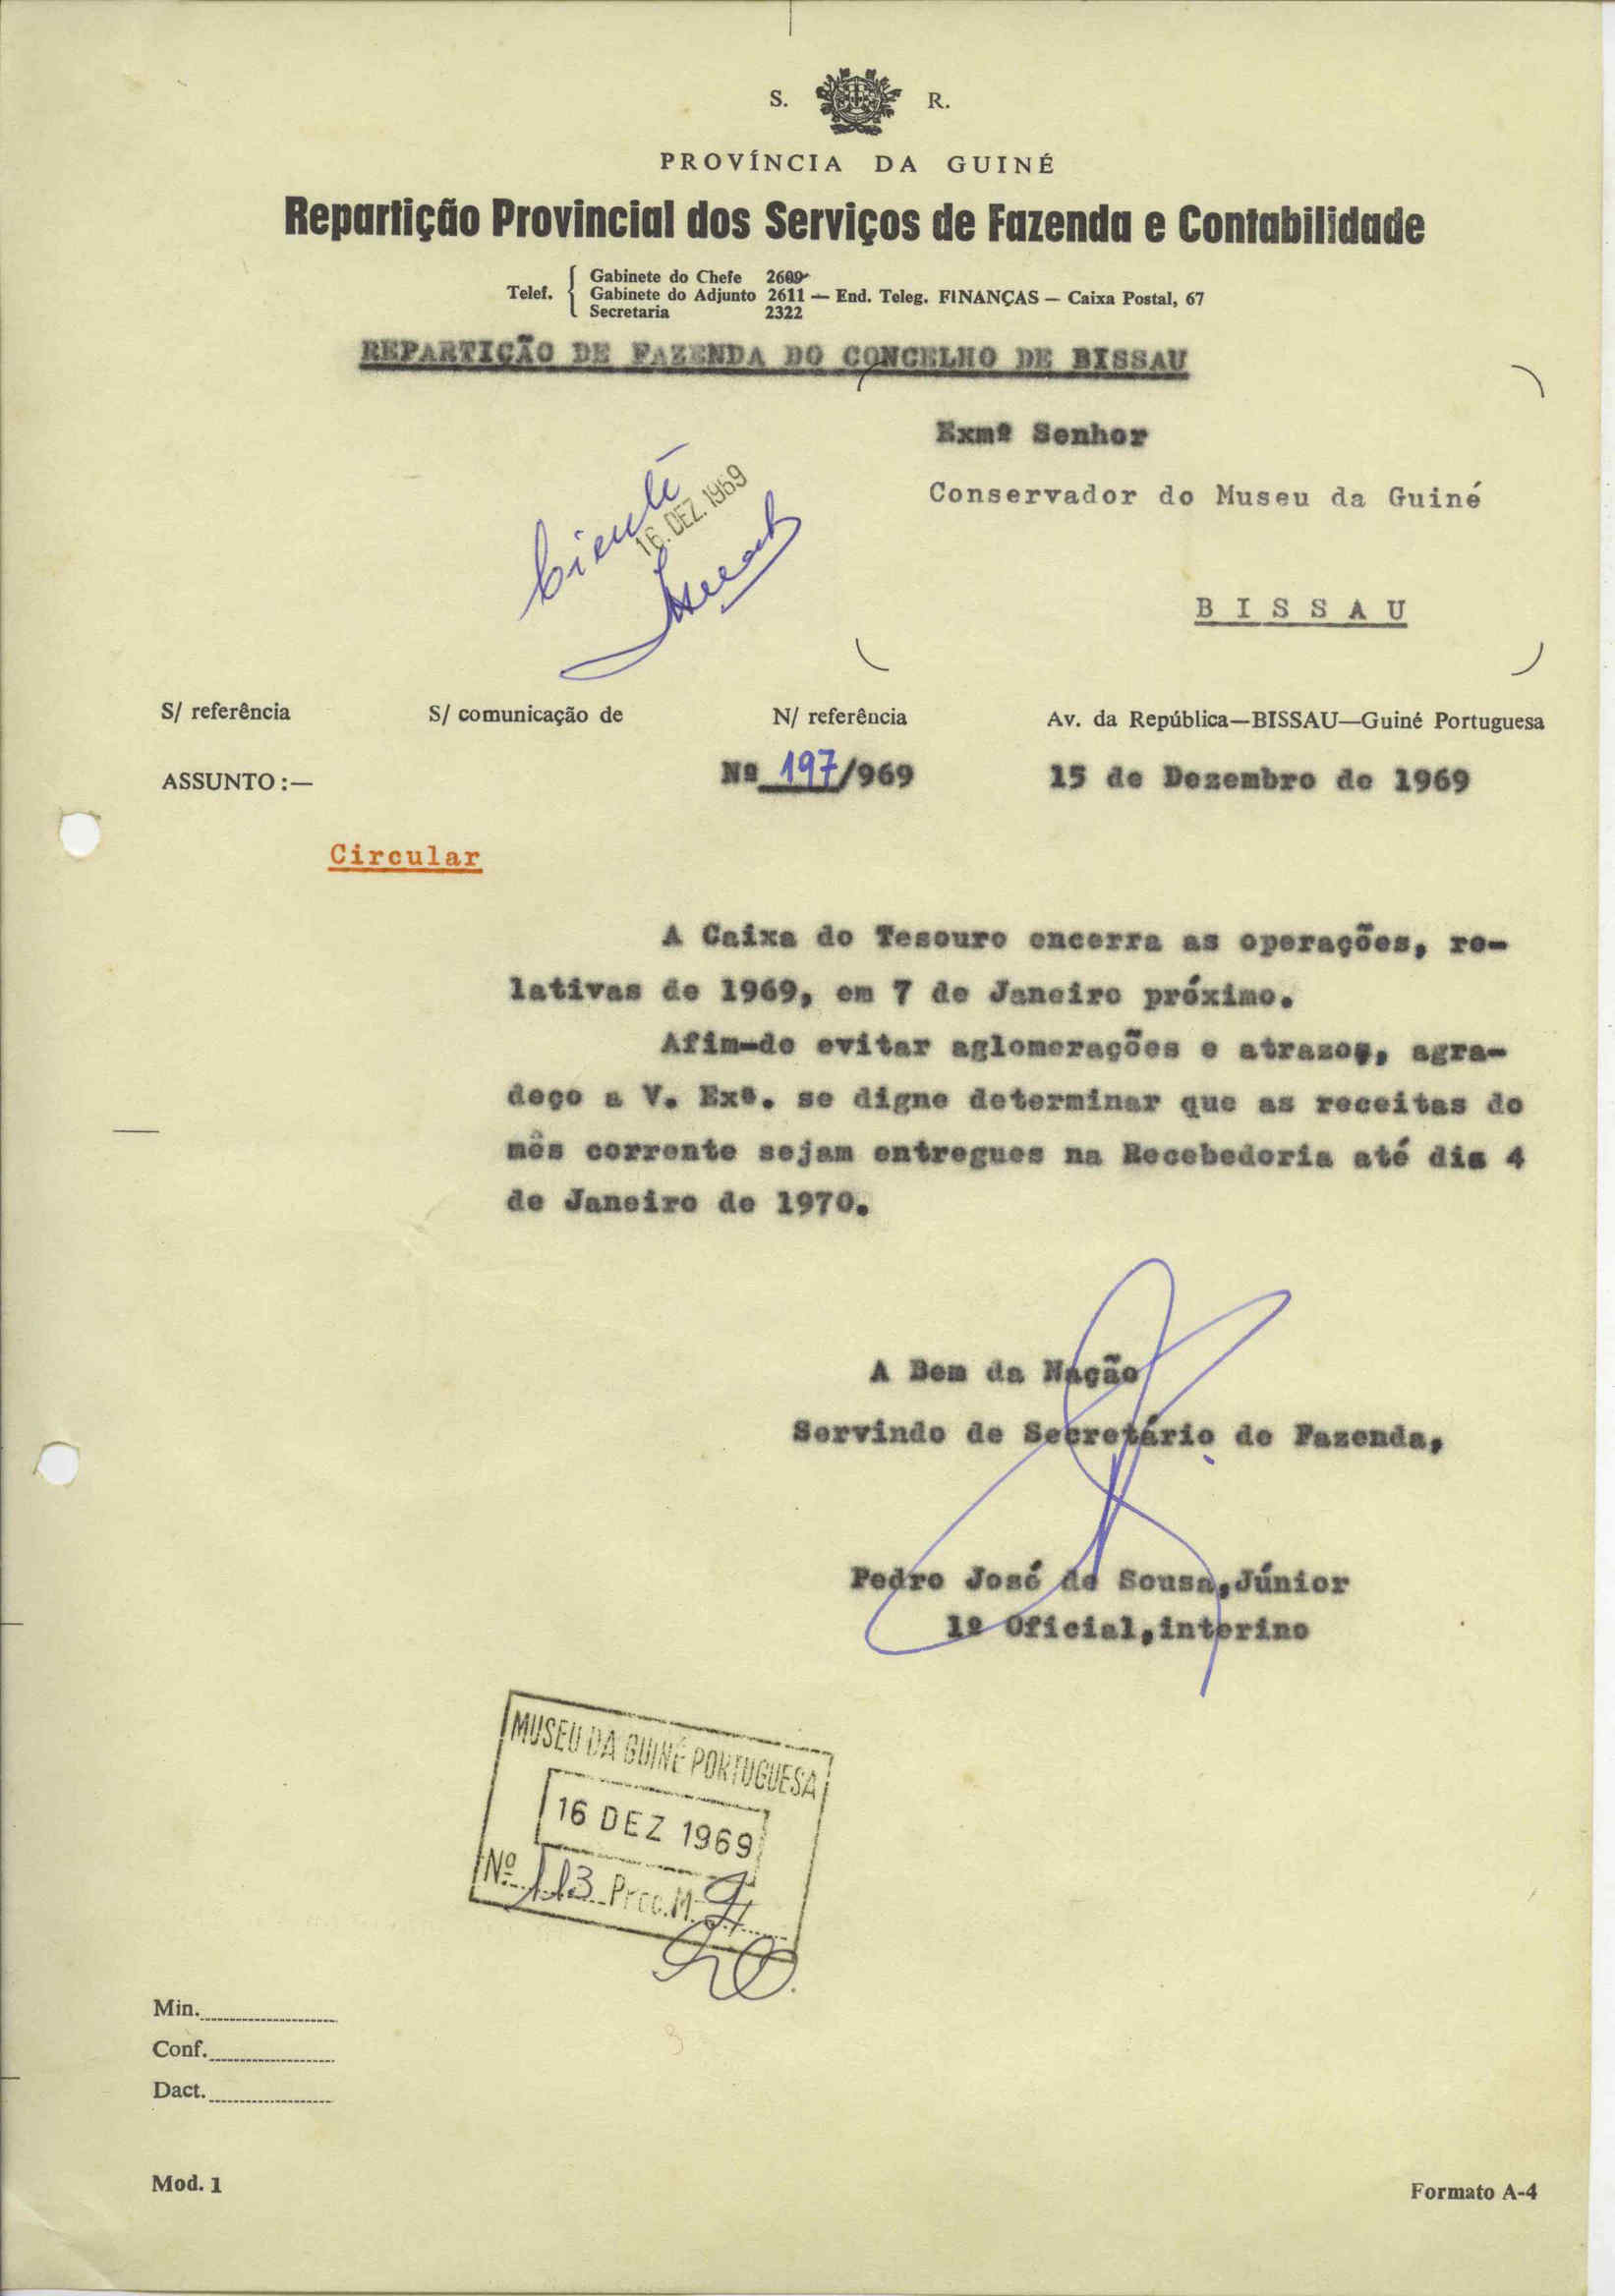 S. R.
PROVÍNCIA DA GUINÉ
Repartição Provincial dos Serviços de Fazenda e Contabilidade
Telef. Gabinete do Chefe 2609
Gabinete do Adjunto 2611 — End. Teleg. FINANÇAS — Caixa Postal, 67
Secretaria 2322
REPARTIÇÃO DE FAZENDA DO CONCELHO DE BISSAU
Exmº Senhor
Conservador do Museu da Guiné
BISSAU
Ciente
16. DEZ. 1969
S/ referência S/ comunicação de N/ referência Av. da República—BISSAU—Guiné Portuguesa
ASSUNTO:— Nº 197/969 15 de Dezembro de 1969
Circular
A Caixa do Tesouro encerra as operações, re-
lativas de 1969, em 7 de Janeiro próximo.
Afim-de evitar aglomerações e atrazos, agra-
deço a V. Exª. se digne determinar que as receitas do
mês corrente sejam entregues na Recebedoria até dia 4
de Janeiro de 1970.
A Bem da Nação
Servindo de Secretário de Fazenda,
Pedro José de Sousa,Júnior
1º Oficial,interino
MUSEU DA GUINÉ PORTUGUESA
16 DEZ 1969
Nº 113 Proc. M
Min.
Conf.
Dact.
3
Mod. 1
Formato A-4